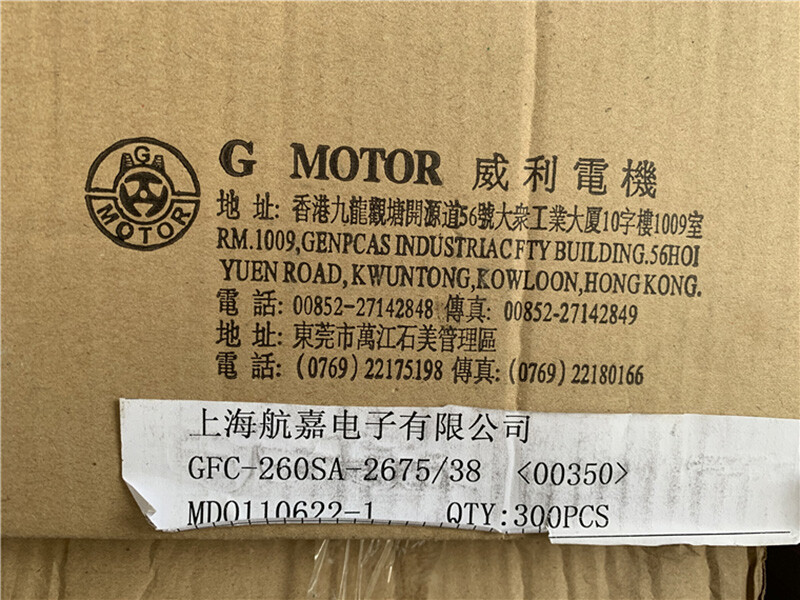 G MOTOR
G MOTOR 威利電機
地 址: 香港九龍觀塘開源道56號大衆工業大厦10字樓1009室
RM.1009,GENPCAS INDUSTRIACFTY BUILDING.56HOI
YUEN ROAD, KWUNTONG,KOWLOON,HONG KONG.
電 話: 00852-27142848 傳真: 00852-27142849
地 址: 東莞市萬江石美管理區
電 話: (0769) 22175198 傳真: (0769) 22180166
上海航嘉电子有限公司
GFC-260SA-2675/38 <00350>
MDO110622-1 QTY:300PCS